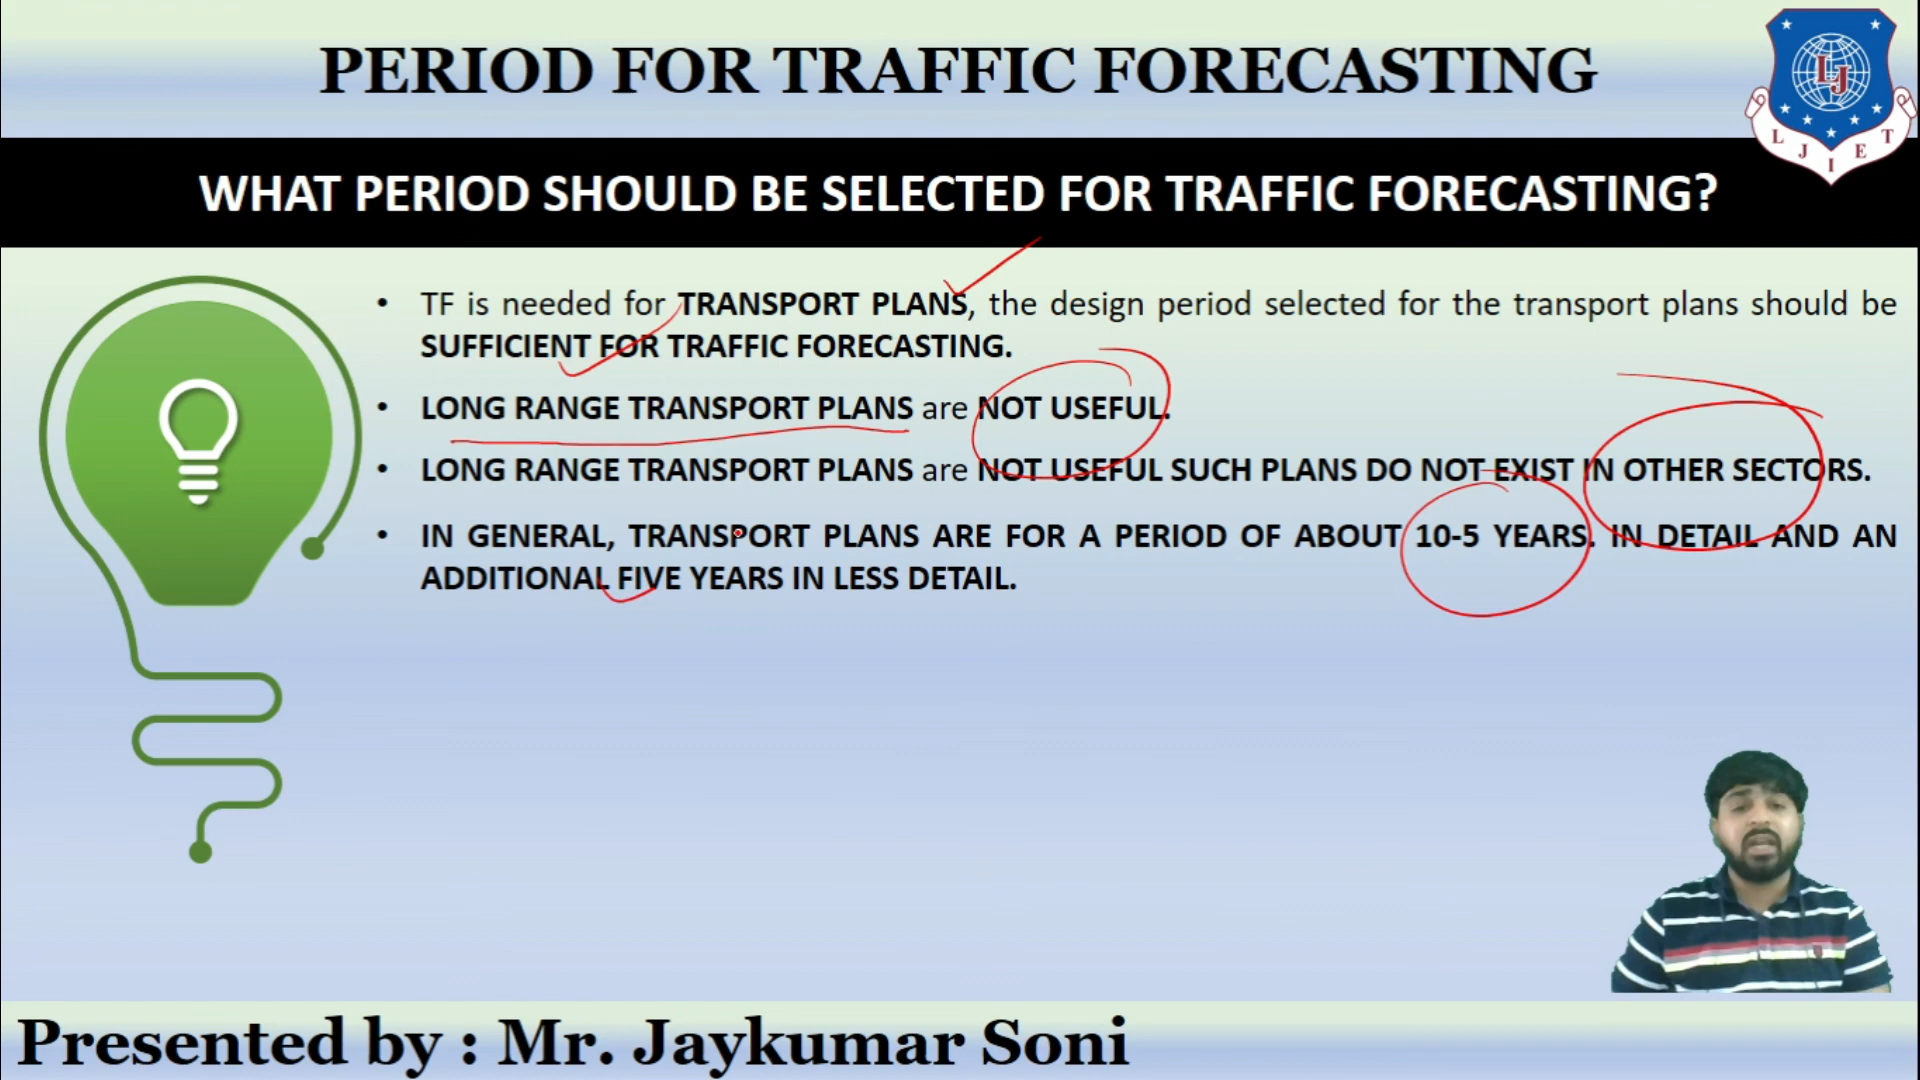 PERIOD FOR TRAFFIC FORECASTING
LJ
L J I E T
WHAT PERIOD SHOULD BE SELECTED FOR TRAFFIC FORECASTING?
• TF is needed for TRANSPORT PLANS, the design period selected for the transport plans should be
SUFFICIENT FOR TRAFFIC FORECASTING.
• LONG RANGE TRANSPORT PLANS are NOT USEFUL.
• LONG RANGE TRANSPORT PLANS are NOT USEFUL SUCH PLANS DO NOT EXIST IN OTHER SECTORS.
• IN GENERAL, TRANSPORT PLANS ARE FOR A PERIOD OF ABOUT 10-5 YEARS. IN DETAIL AND AN
ADDITIONAL FIVE YEARS IN LESS DETAIL.
Presented by : Mr. Jaykumar Soni